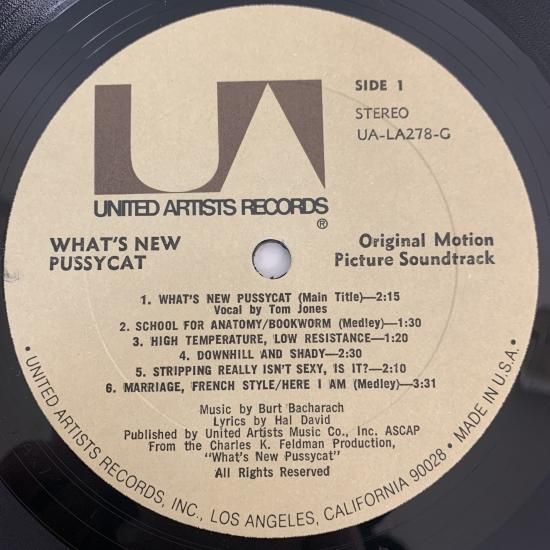 UA
SIDE 1
STEREO
UA-LA278-G
UNITED ARTISTS RECORDS
®
WHAT'S NEW
PUSSYCAT
Original Motion
Picture Soundtrack
1. WHAT'S NEW PUSSYCAT (Main Title)—2:15
Vocal by Tom Jones
2. SCHOOL FOR ANATOMY/BOOKWORM (Medley)—1:30
3. HIGH TEMPERATURE, LOW RESISTANCE—1:20
4. DOWNHILL AND SHADY—2:30
5. STRIPPING REALLY ISN'T SEXY, IS IT?—2:10
6. MARRIAGE, FRENCH STYLE/HERE I AM (Medley)—3:31
Music by Burt Bacharach
Lyrics by Hal David
Published by United Artists Music Co., Inc. ASCAP
From the Charles K. Feldman Production,
"What's New Pussycat"
All Rights Reserved
• UNITED ARTISTS RECORDS, INC., LOS ANGELES, CALIFORNIA 90028 • MADE IN U.S.A. •